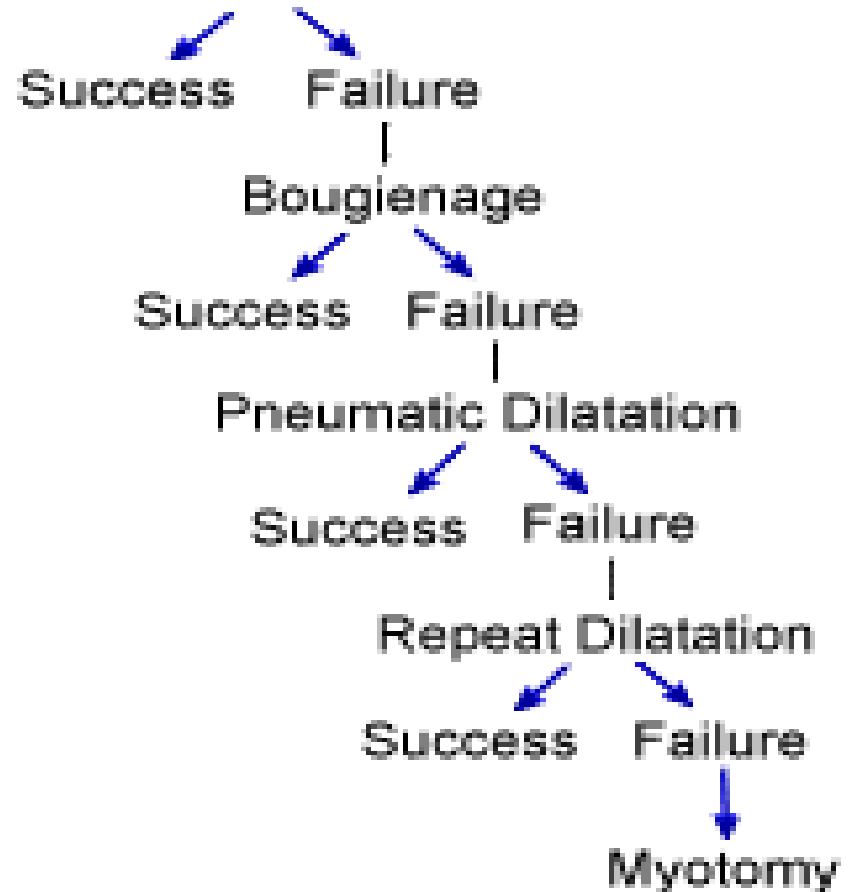 Success Failure
Bougienage
Success Failure
Pneumatic Dilatation
Success Failure
Repeat Dilatation
Success Failure
Myotomy